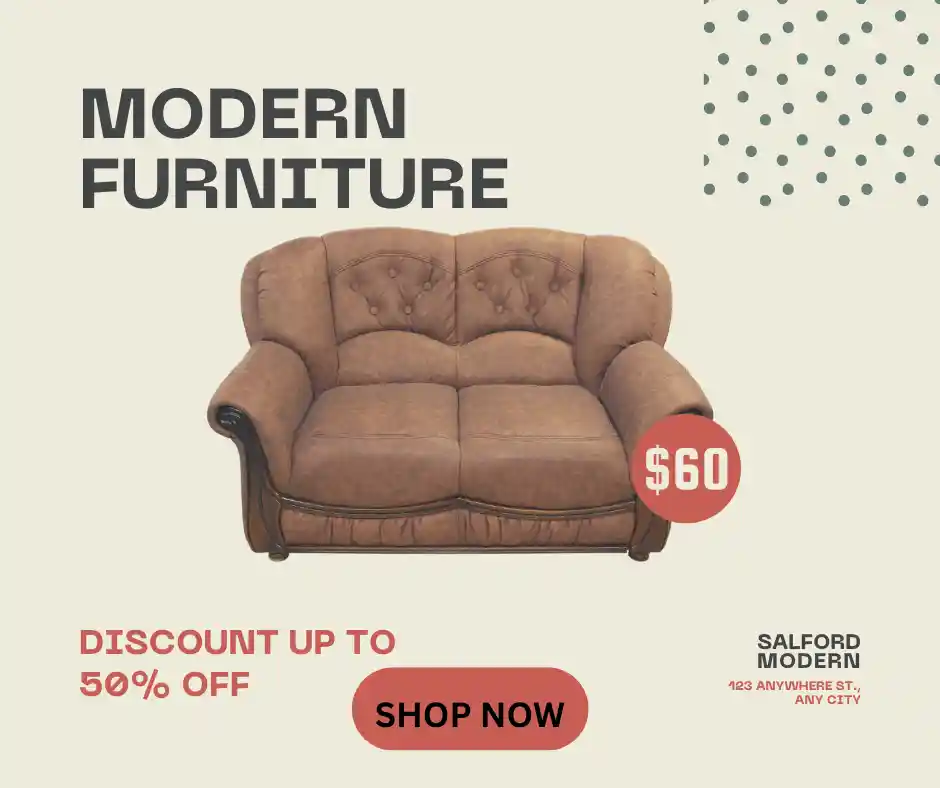 MODERN
FURNITURE
$60
DISCOUNT UP TO
50% OFF
SHOP NOW
SALFORD
MODERN
123 ANYWHERE ST.,
ANY CITY